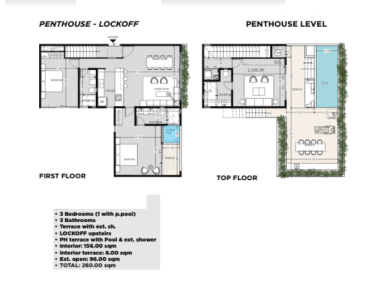 PENTHOUSE - LOCKOFF
PENTHOUSE LEVEL
FIRST FLOOR
TOP FLOOR
• 3 Bedrooms (1 with p.pool)
• 3 Bathrooms
• Terrace with ext. sh.
• LOCKOFF upstairs
• PH terrace with Pool & ext. shower
• Interior: 156.00 sqm
• Interior terrace: 8.00 sqm
• Ext. open: 96.00 sqm
• TOTAL: 260.00 sqm